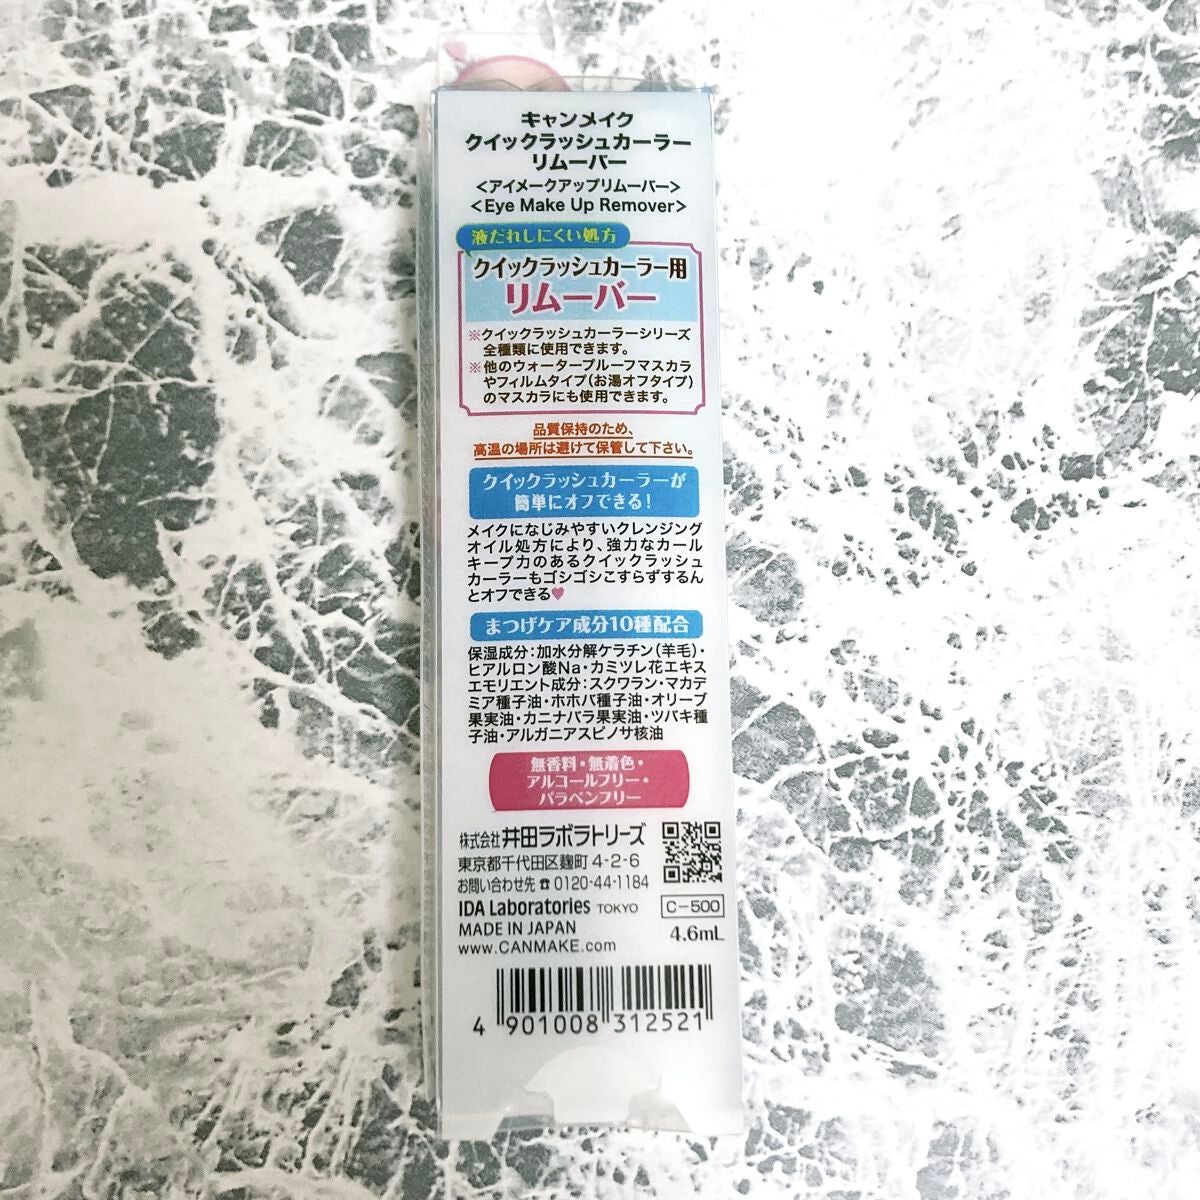 キャンメイク
クイックラッシュカーラー
リムーバー
<アイメークアップリムーバー>
<Eye Make Up Remover>
液だれしにくい処方
クイックラッシュカーラー用
リムーバー
※クイックラッシュカーラーシリーズ
全種類に使用できます。
※他のウォータープルーフマスカラ
やフィルムタイプ(お湯オフタイプ)
のマスカラにも使用できます。
品質保持のため、
高温の場所は避けて保管して下さい。
クイックラッシュカーラーが
簡単にオフできる!
メイクになじみやすいクレンジング
オイル処方により、強力なカール
キープ力のあるクイックラッシュ
カーラーもゴシゴシこすらずするん
とオフできる♥
まつげケア成分10種配合
保湿成分:加水分解ケラチン(羊毛)・
ヒアルロン酸Na・カミツレ花エキス
エモリエント成分:スクワラン・マカデ
ミア種子油・ホホバ種子油・オリーブ
果実油・カニナバラ果実油・ツバキ種
子油・アルガニアスピノサ核油
無香料・無着色・
アルコールフリー・
パラベンフリー
株式会社 井田ラボラトリーズ
東京都千代田区麹町4-2-6
お問い合わせ先☎0120-44-1184
IDA Laboratories TOKYO
C-500
MADE IN JAPAN
4.6mL
www.CANMAKE.com
4 901008 312521